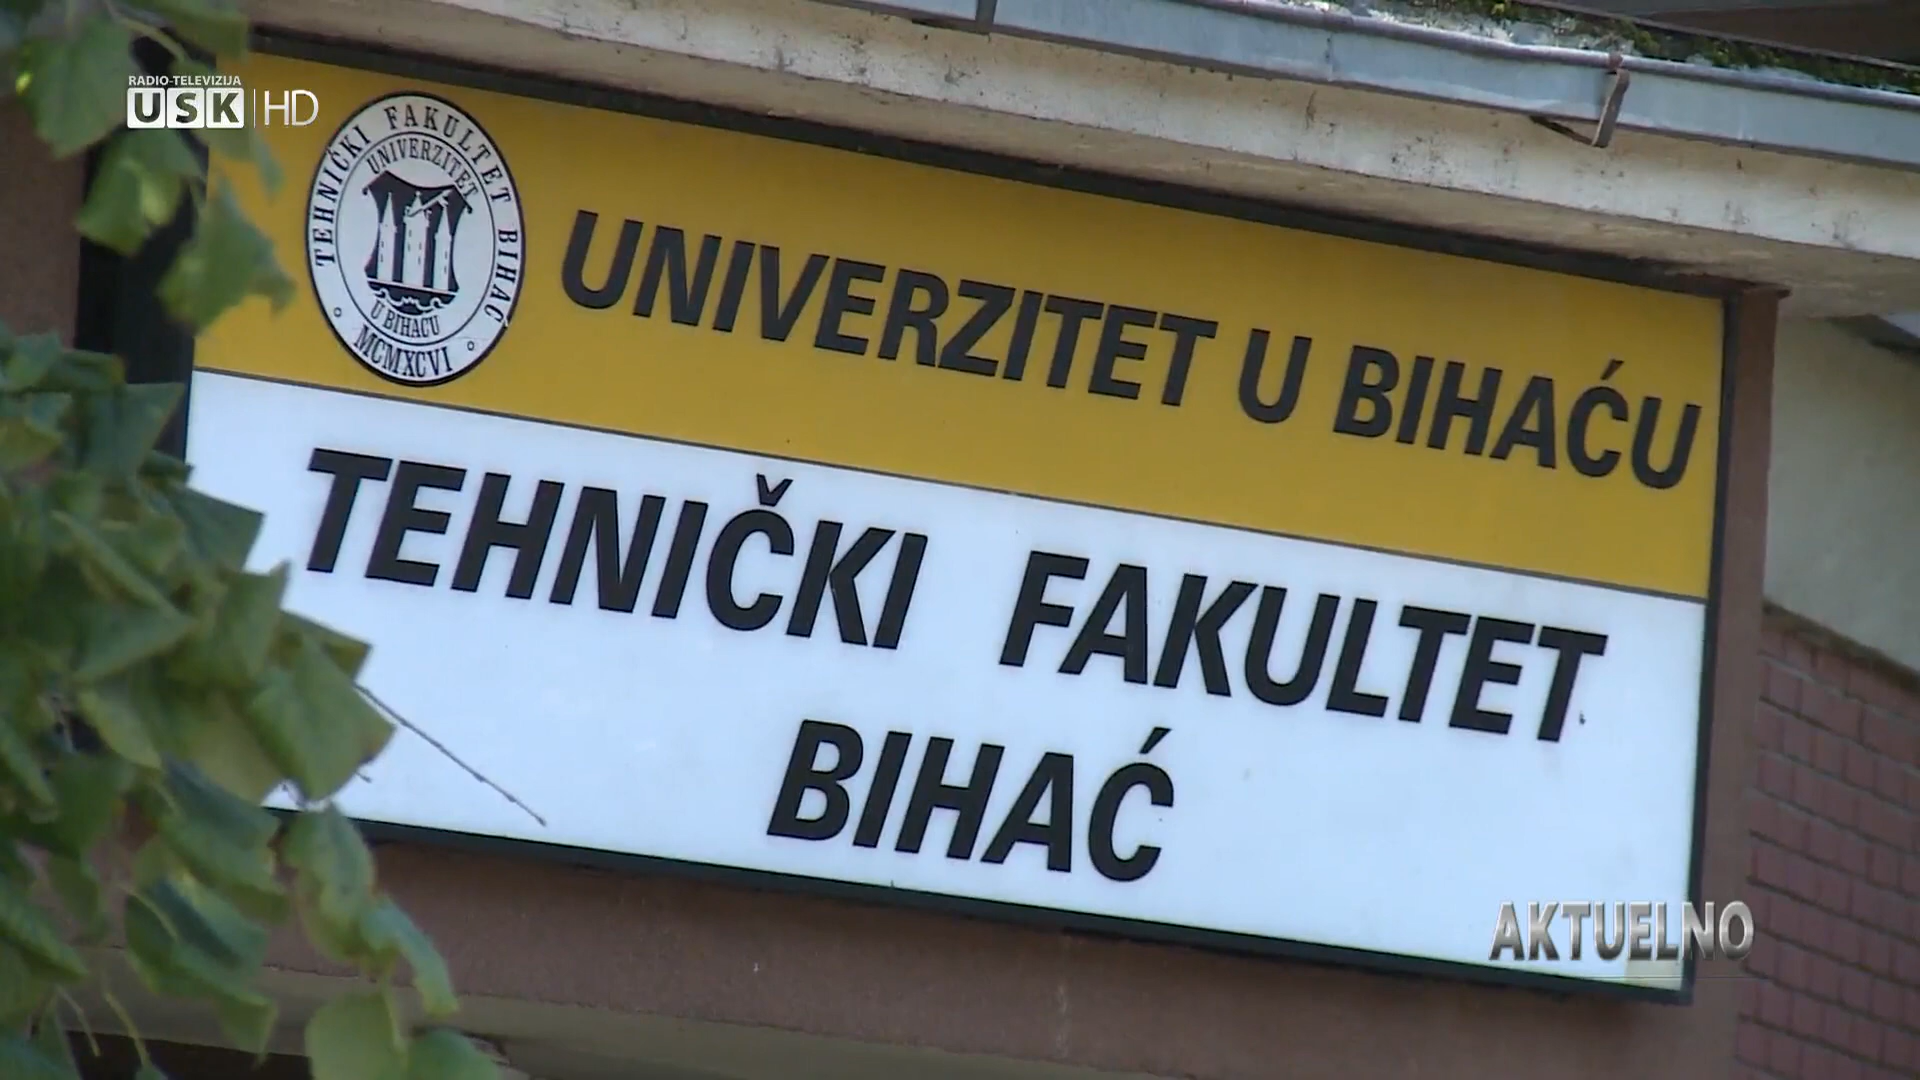 RADIO-TELEVIZIJA
USK HD
TEHNIČKI FAKULTET BIHAĆ
UNIVERZITET
U BIHAĆU
MCMXCVI
UNIVERZITET U BIHAĆU
TEHNIČKI FAKULTET
BIHAĆ
AKTUELNO